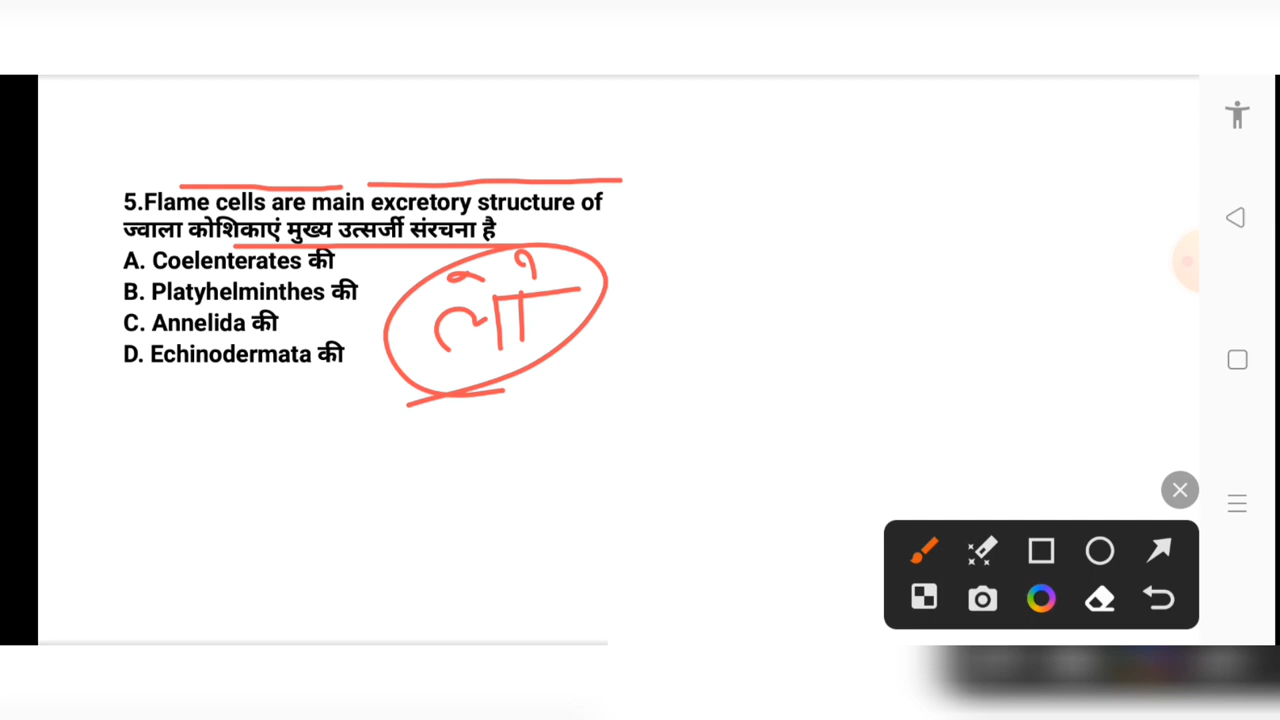 5.Flame cells are main excretory structure of
ज्वाला कोशिकाएं मुख्य उत्सर्जी संरचना है
A. Coelenterates की
B. Platyhelminthes की
C. Annelida की
D. Echinodermata की